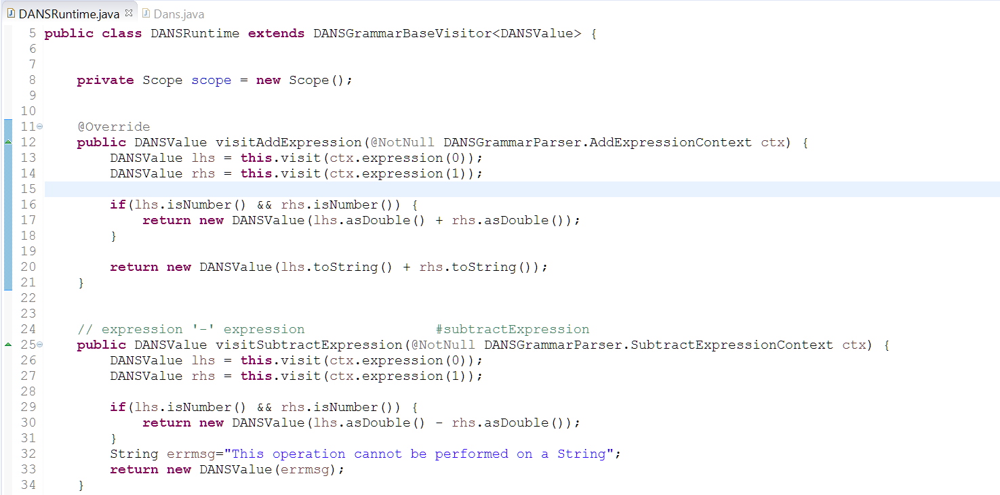 DANSRuntime.java Dans.java
5 public class DANSRuntime extends DANSGrammarBaseVisitor<DANSValue> {
6
7
8     private Scope scope = new Scope();
9
10
11     @Override
12     public DANSValue visitAddExpression(@NotNull DANSGrammarParser.AddExpressionContext ctx) {
13         DANSValue lhs = this.visit(ctx.expression(0));
14         DANSValue rhs = this.visit(ctx.expression(1));
15
16         if(lhs.isNumber() && rhs.isNumber()) {
17             return new DANSValue(lhs.asDouble() + rhs.asDouble());
18         }
19
20         return new DANSValue(lhs.toString() + rhs.toString());
21     }
22
23
24     // expression '-' expression                #subtractExpression
25     public DANSValue visitSubtractExpression(@NotNull DANSGrammarParser.SubtractExpressionContext ctx) {
26         DANSValue lhs = this.visit(ctx.expression(0));
27         DANSValue rhs = this.visit(ctx.expression(1));
28
29         if(lhs.isNumber() && rhs.isNumber()) {
30             return new DANSValue(lhs.asDouble() - rhs.asDouble());
31         }
32         String errmsg="This operation cannot be performed on a String";
33         return new DANSValue(errmsg);
34     }